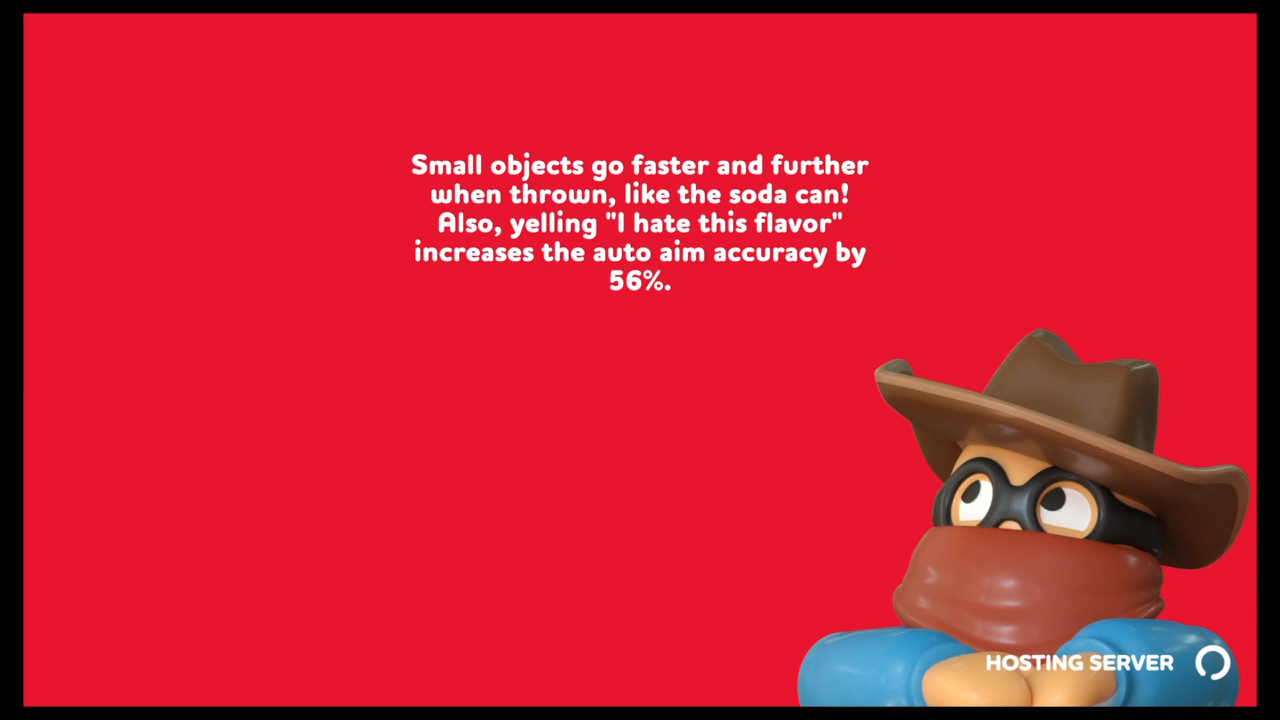 Small objects go faster and further
when thrown, like the soda can!
Also, yelling "I hate this flavor"
increases the auto aim accuracy by
56%.
HOSTING SERVER